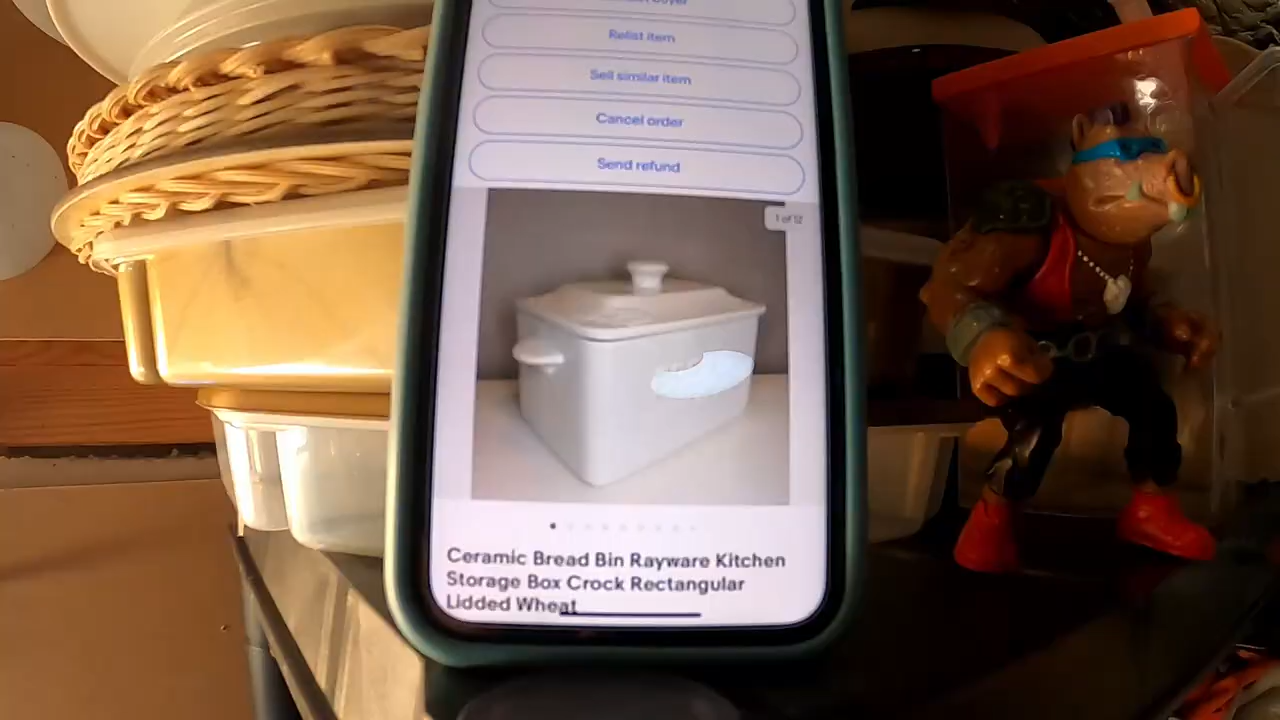 Relist item
Sell similar item
Cancel order
Send refund
1 of 12
Ceramic Bread Bin Rayware Kitchen
Storage Box Crock Rectangular
Lidded Wheat